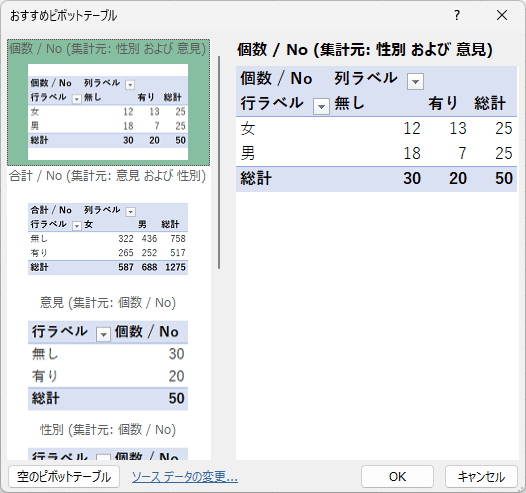 おすすめピボットテーブル ? ×
個数 / No (集計元: 性別 および 意見)
個数 / No 列ラベル
行ラベル 無し 有り 総計
女 12 13 25
男 18 7 25
総計 30 20 50
合計 / No (集計元: 意見 および 性別)
合計 / No 列ラベル
行ラベル 女 男 総計
無し 322 436 758
有り 265 252 517
総計 587 688 1275
意見 (集計元: 個数 / No)
行ラベル 個数 / No
無し 30
有り 20
総計 50
性別 (集計元: 個数 / No)
行ラベル 個数 / No
個数 / No (集計元: 性別 および 意見)
個数 / No 列ラベル
行ラベル 無し 有り 総計
女 12 13 25
男 18 7 25
総計 30 20 50
空のピボットテーブル ソース データの変更... OK キャンセル